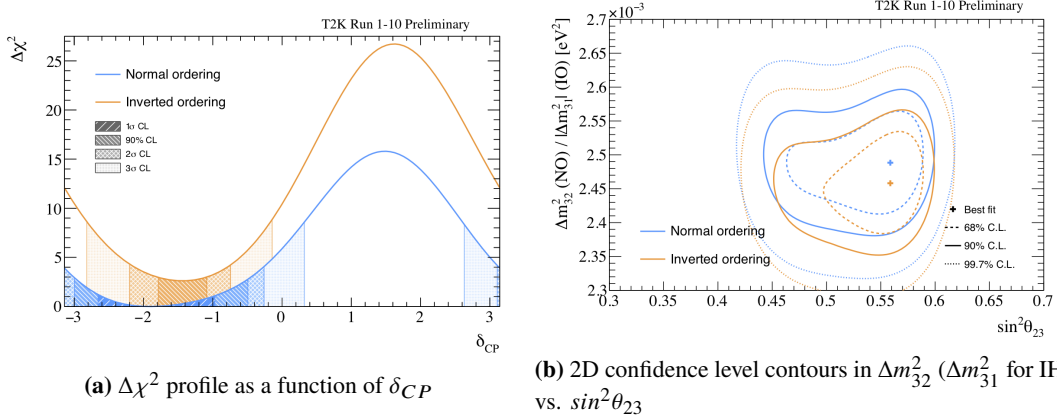 T2K Run 1-10 Preliminary
Δχ²
25
20
15
10
5
0
Normal ordering
Inverted ordering
1σ CL
90% CL
2σ CL
3σ CL
−3 −2 −1 0 1 2 3
δCP
(a) Δχ² profile as a function of δCP
T2K Run 1-10 Preliminary
×10⁻³
Δm²₃₂ (NO) / |Δm²₃₁| (IO) [eV²]
2.7
2.65
2.6
2.55
2.5
2.45
2.4
2.35
2.3
Normal ordering
Inverted ordering
Best fit
68% C.L.
90% C.L.
99.7% C.L.
0.3 0.4 0.45 0.5 0.55 0.6 0.65 0.7
sin²θ₂₃
(b) 2D confidence level contours in Δm²₃₂ (Δm²₃₁ for IH
vs. sin²θ₂₃